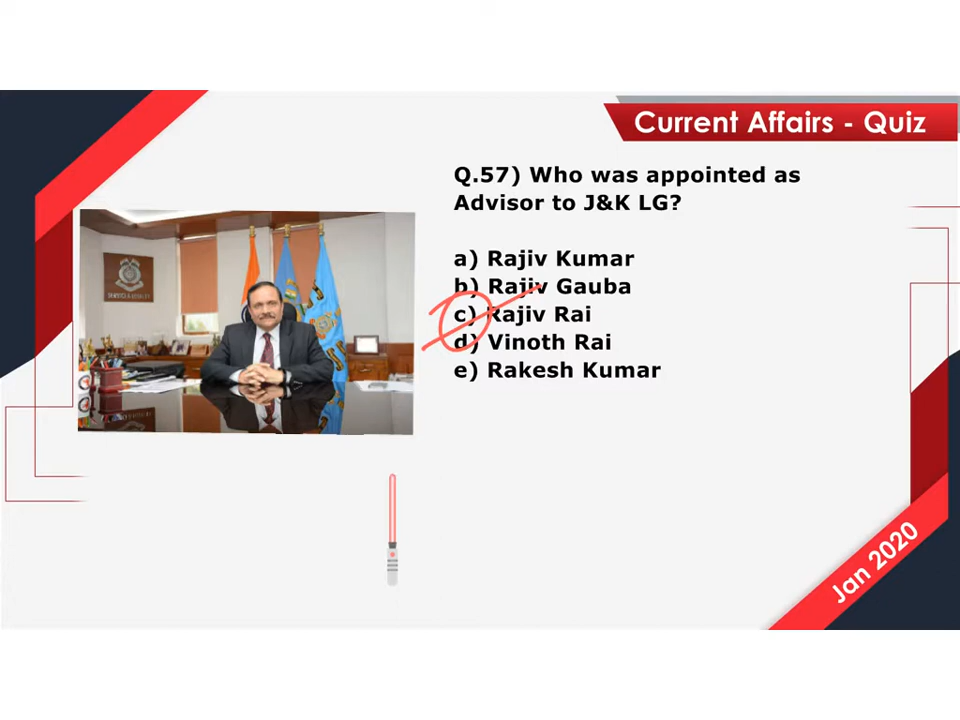 Current Affairs - Quiz
Q.57) Who was appointed as
Advisor to J&K LG?
a) Rajiv Kumar
b) Rajiv Gauba
c) Rajiv Rai
d) Vinoth Rai
e) Rakesh Kumar
Jan 2020